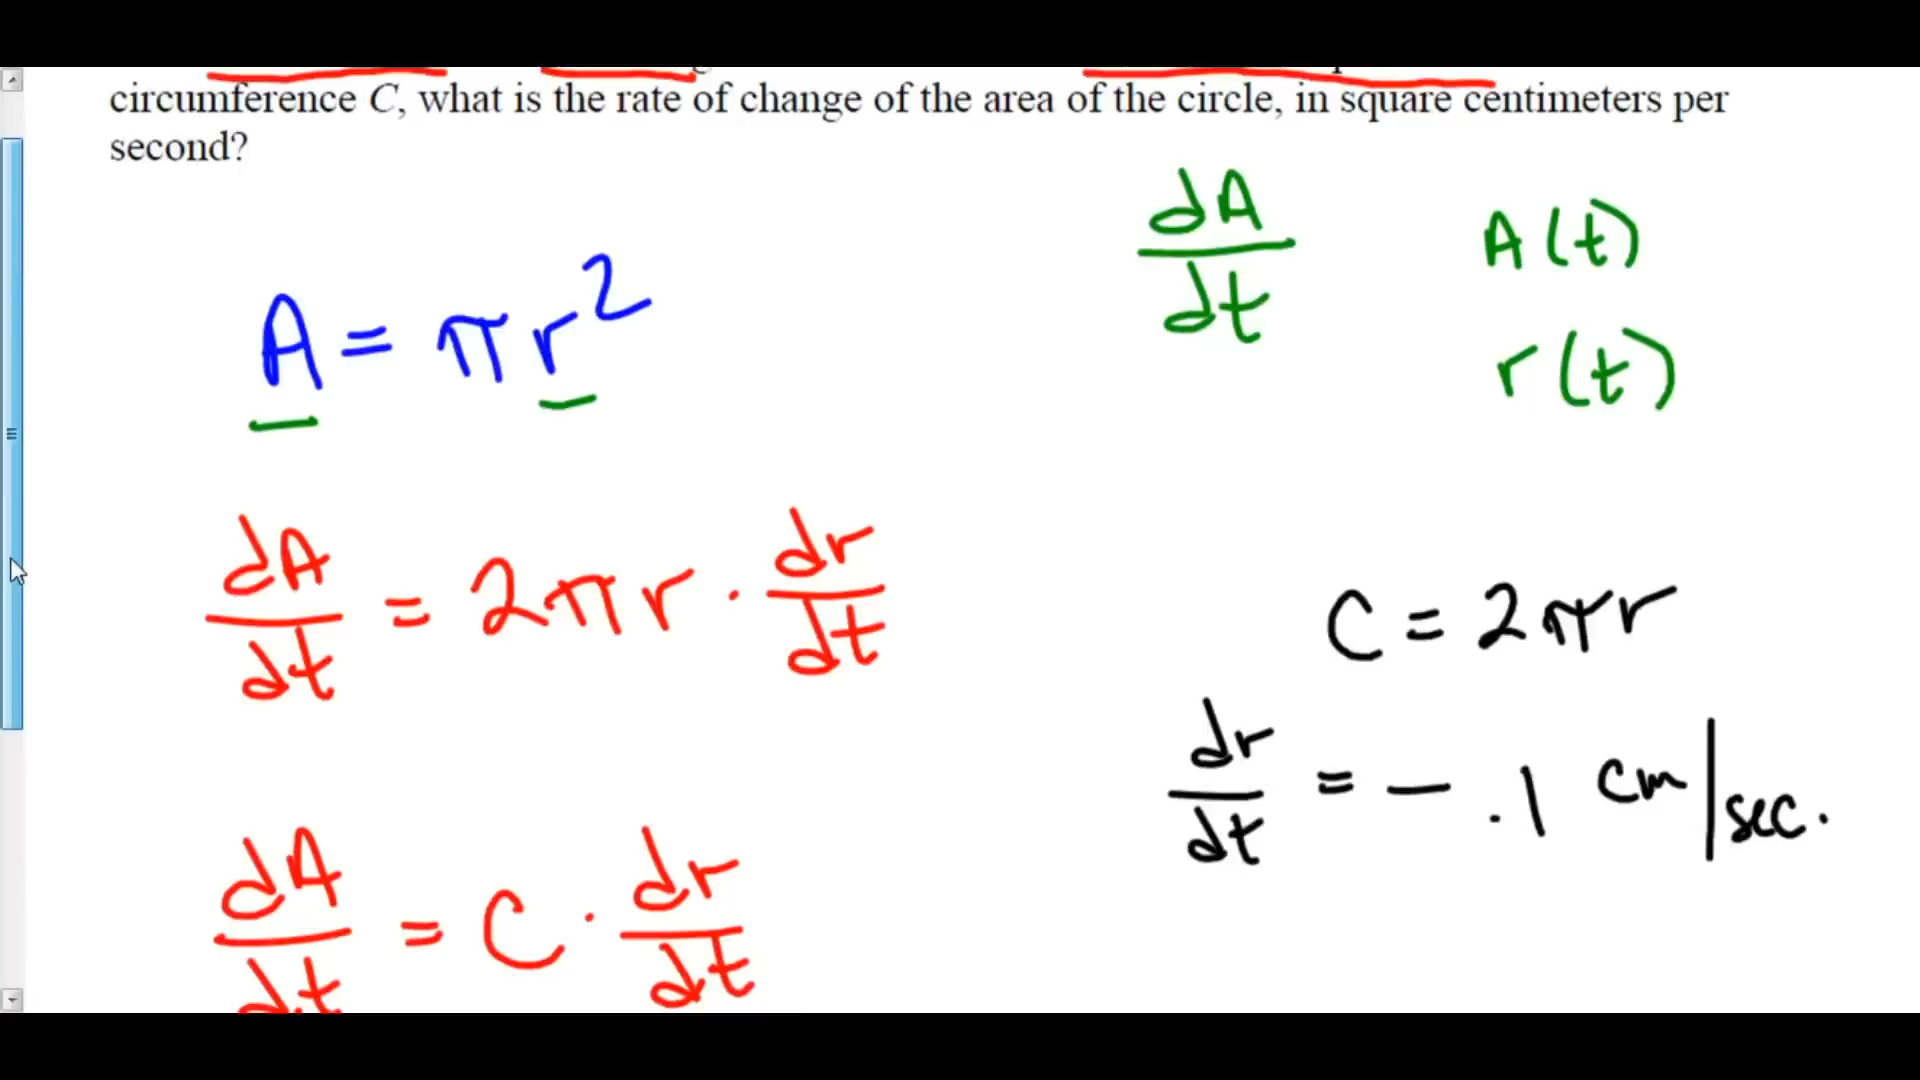 circumference C, what is the rate of change of the area of the circle, in square centimeters per
second?
dA/dt
A(t)
r(t)
A = πr²
dA/dt = 2πr · dr/dt
C = 2πr
dr/dt = - .1 cm/sec.
dA/dt = C · dr/dt